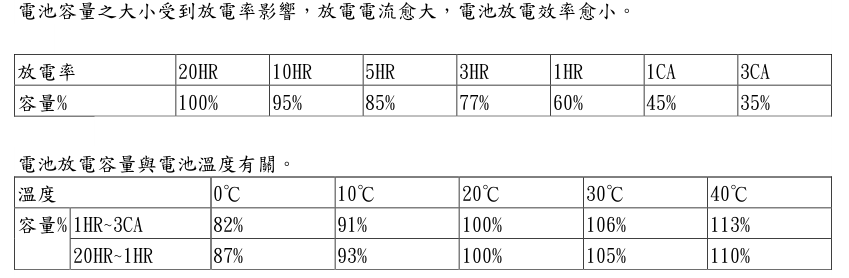 電池容量之大小受到放電率影響，放電電流愈大，電池放電效率愈小。
放電率 20HR 10HR 5HR 3HR 1HR 1CA 3CA
容量% 100% 95% 85% 77% 60% 45% 35%
電池放電容量與電池溫度有關。
溫度 0℃ 10℃ 20℃ 30℃ 40℃
容量% 1HR~3CA 82% 91% 100% 106% 113%
20HR~1HR 87% 93% 100% 105% 110%